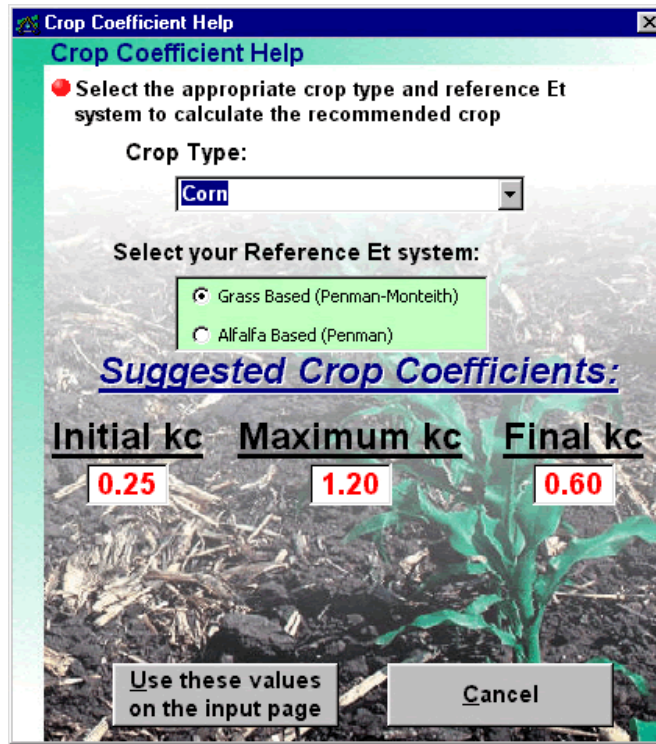 Crop Coefficient Help
Crop Coefficient Help
Select the appropriate crop type and reference Et
system to calculate the recommended crop
Crop Type:
Corn
Select your Reference Et system:
Grass Based (Penman-Monteith)
Alfalfa Based (Penman)
Suggested Crop Coefficients:
Initial kc Maximum kc Final kc
0.25 1.20 0.60
Use these values
on the input page
Cancel